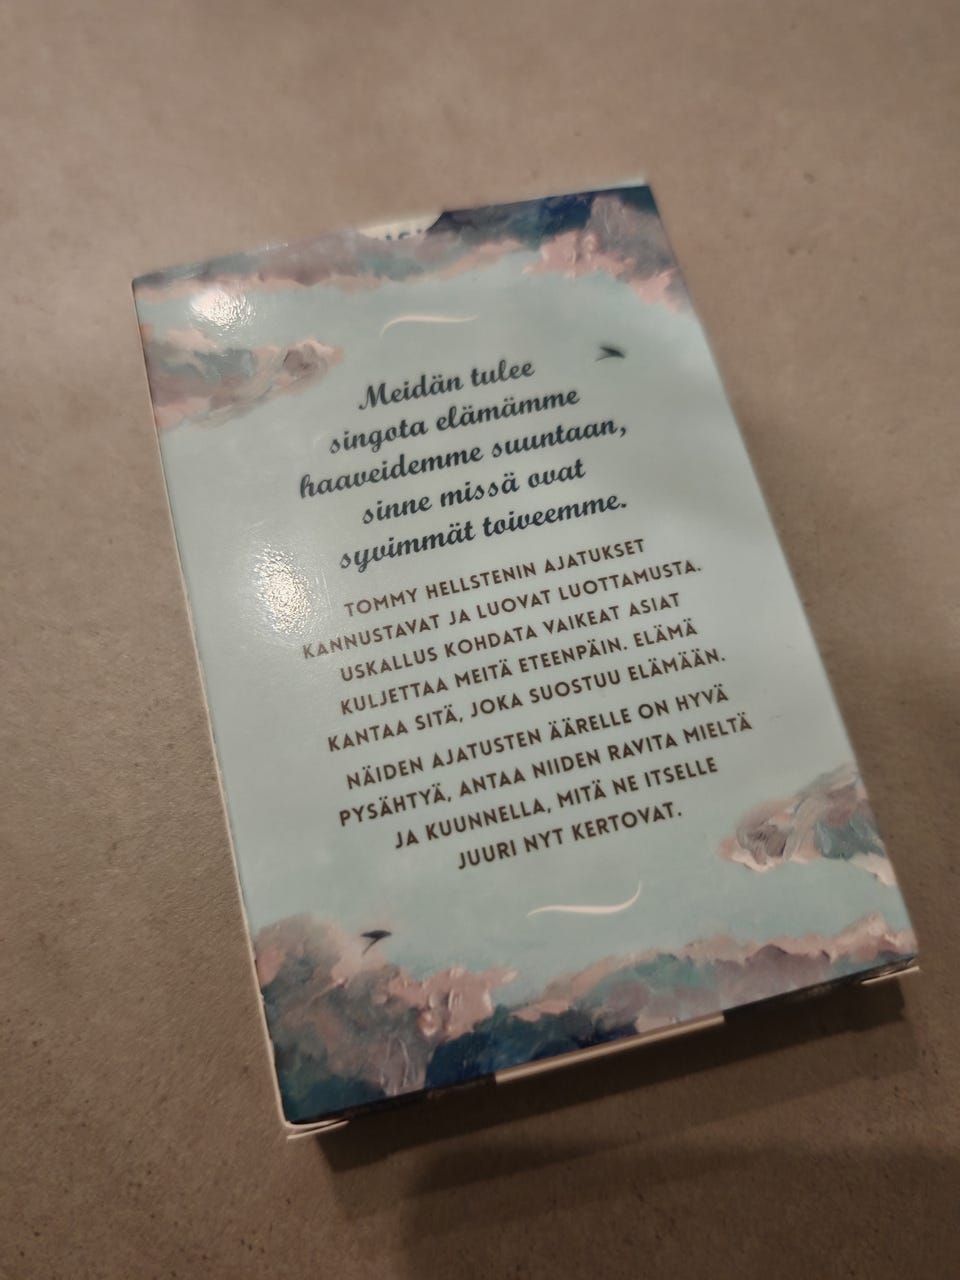 Meidän tulee
singota elämämme
haaveidemme suuntaan,
sinne missä ovat
syvimmät toiveemme.
TOMMY HELLSTENIN AJATUKSET
KANNUSTAVAT JA LUOVAT LUOTTAMUSTA.
USKALLUS KOHDATA VAIKEAT ASIAT
KULJETTAA MEITÄ ETEENPÄIN. ELÄMÄ
KANTAA SITÄ, JOKA SUOSTUU ELÄMÄÄN.
NÄIDEN AJATUSTEN ÄÄRELLE ON HYVÄ
PYSÄHTYÄ, ANTAA NIIDEN RAVITA MIELTÄ
JA KUUNNELLA, MITÄ NE ITSELLE
JUURI NYT KERTOVAT.